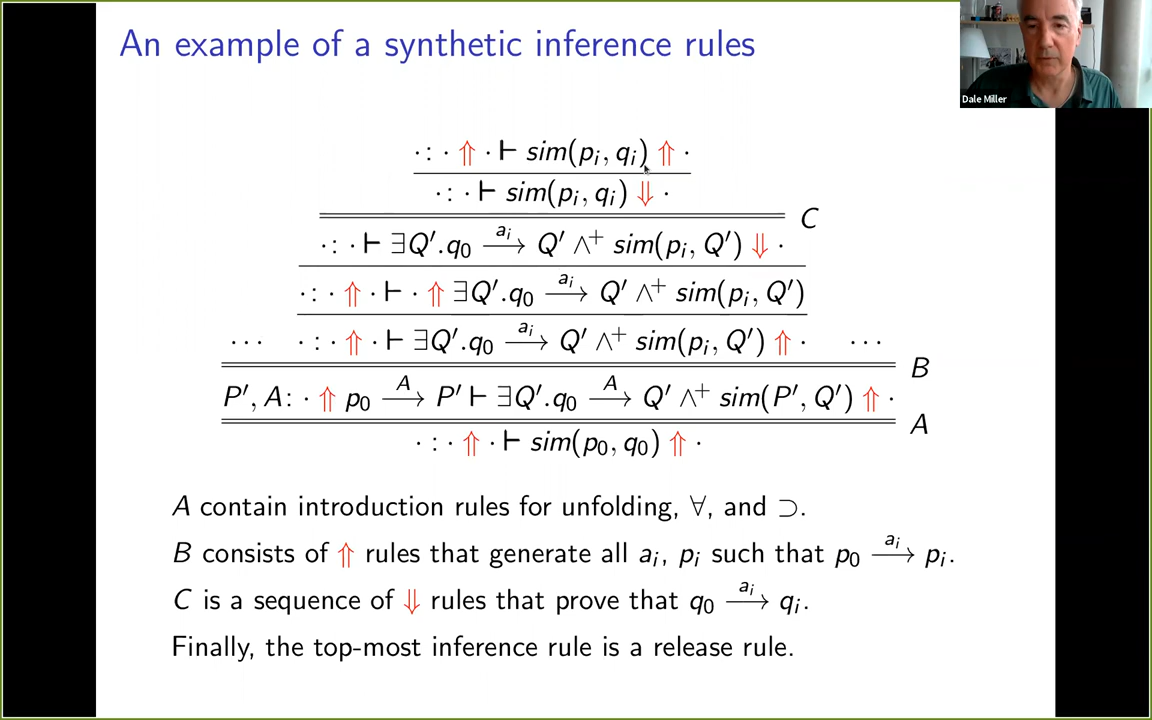 An example of a synthetic inference rules
Dale Miller
· : · ⇑ · ⊢ sim(pᵢ, qᵢ) ⇑ ·
· : · ⊢ sim(pᵢ, qᵢ) ⇓ ·
C
· : · ⊢ ∃Q′.q₀ —aᵢ→ Q′ ∧⁺ sim(pᵢ, Q′) ⇓ ·
· : · ⇑ · ⊢ · ⇑ ∃Q′.q₀ —aᵢ→ Q′ ∧⁺ sim(pᵢ, Q′)
··· · : · ⇑ · ⊢ ∃Q′.q₀ —aᵢ→ Q′ ∧⁺ sim(pᵢ, Q′) ⇑ · ···
B
P′, A : · ⇑ p₀ —A→ P′ ⊢ ∃Q′.q₀ —A→ Q′ ∧⁺ sim(P′, Q′) ⇑ ·
A
· : · ⇑ · ⊢ sim(p₀, q₀) ⇑ ·
A contain introduction rules for unfolding, ∀, and ⊃.
B consists of ⇑ rules that generate all aᵢ, pᵢ such that p₀ —aᵢ→ pᵢ.
C is a sequence of ⇓ rules that prove that q₀ —aᵢ→ qᵢ.
Finally, the top-most inference rule is a release rule.